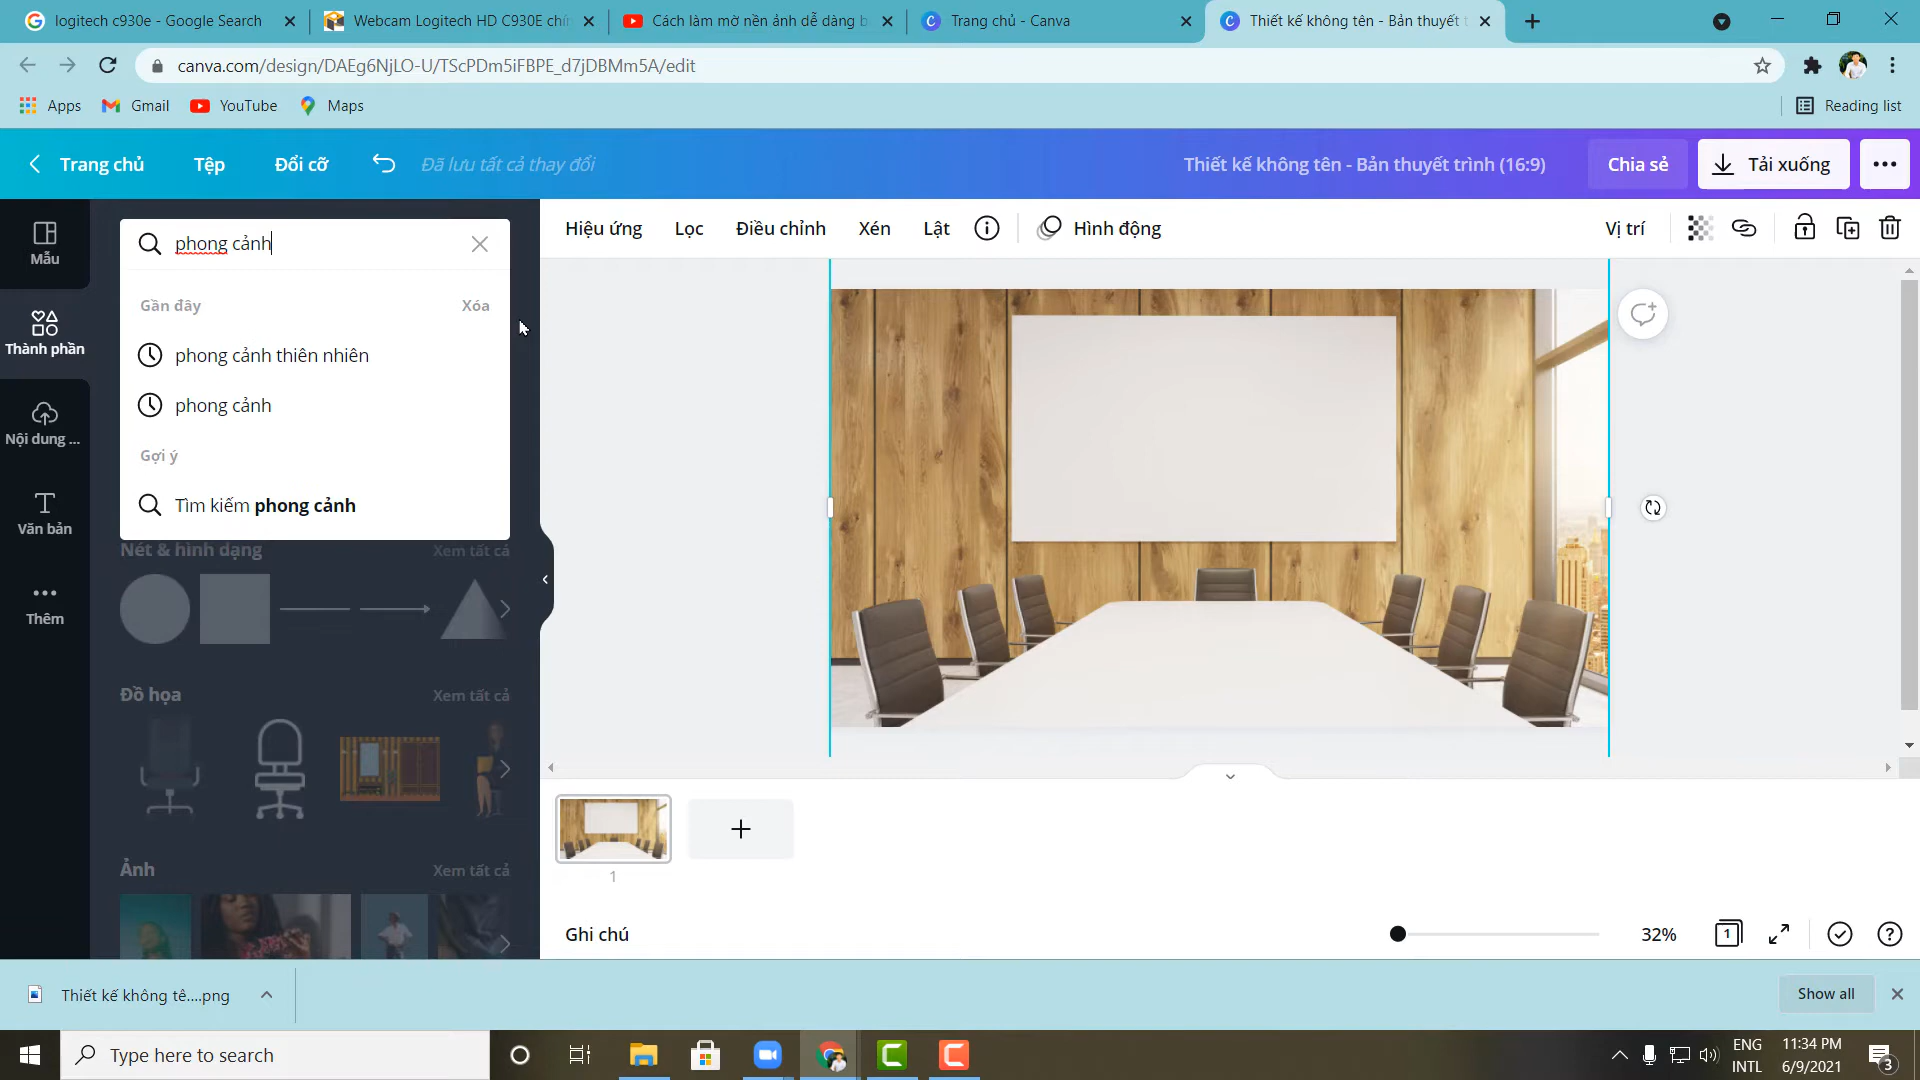 logitech c930e - Google Search
Webcam Logitech HD C930E chín
Cách làm mờ nền ảnh dễ dàng b
Trang chủ - Canva
Thiết kế không tên - Bản thuyết t
canva.com/design/DAEg6NjLO-U/TScPDm5iFBPE_d7jDBMm5A/edit
Apps
Gmail
YouTube
Maps
Reading list
Trang chủ
Tệp
Đổi cỡ
Đã lưu tất cả thay đổi
Thiết kế không tên - Bản thuyết trình (16:9)
Chia sẻ
Tải xuống
Mẫu
Thành phần
Nội dung ...
Văn bản
Thêm
phong cảnh
Gần đây
Xóa
phong cảnh thiên nhiên
phong cảnh
Gợi ý
Tìm kiếm phong cảnh
Nét & hình dạng
Xem tất cả
Đồ họa
Xem tất cả
Ảnh
Xem tất cả
Hiệu ứng
Lọc
Điều chỉnh
Xén
Lật
Hình động
Vị trí
1
Ghi chú
32%
1
Thiết kế không tê....png
Show all
Type here to search
ENG
INTL
11:34 PM
6/9/2021
3